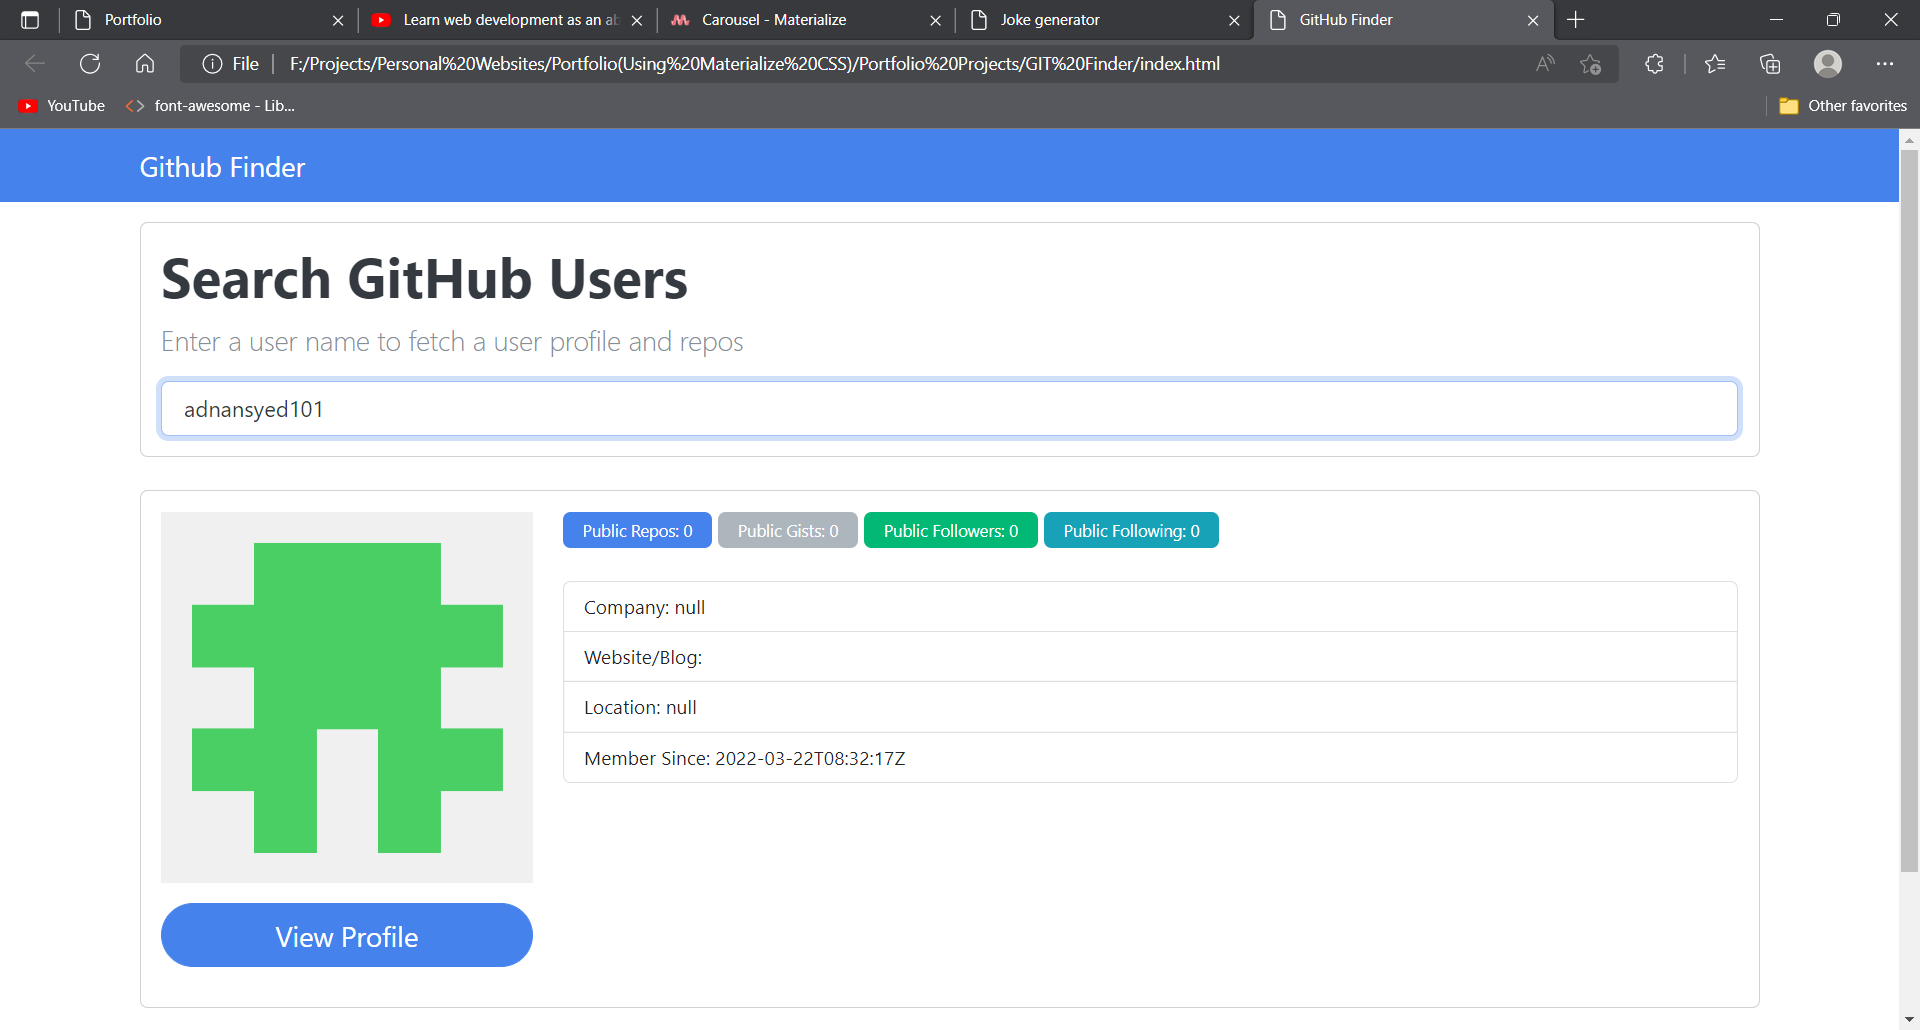 Portfolio
Learn web development as an ab
Carousel - Materialize
Joke generator
GitHub Finder
File
F:/Projects/Personal%20Websites/Portfolio(Using%20Materialize%20CSS)/Portfolio%20Projects/GIT%20Finder/index.html
YouTube
font-awesome - Lib...
Other favorites
Github Finder
Search GitHub Users
Enter a user name to fetch a user profile and repos
adnansyed101
Public Repos: 0
Public Gists: 0
Public Followers: 0
Public Following: 0
Company: null
Website/Blog:
Location: null
Member Since: 2022-03-22T08:32:17Z
View Profile